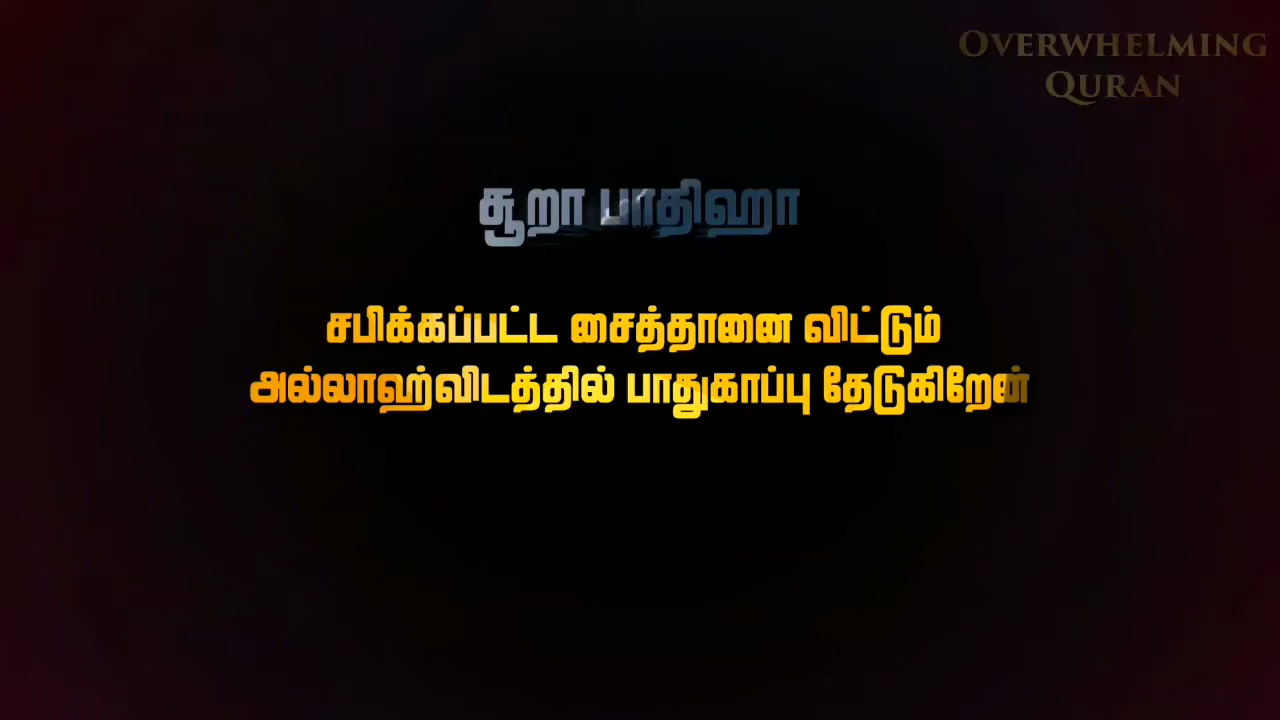 OVERWHELMING
QURAN
சூறா பாதிஹா
சபிக்கப்பட்ட சைத்தானை விட்டும்
அல்லாஹ்விடத்தில் பாதுகாப்பு தேடுகிறேன்